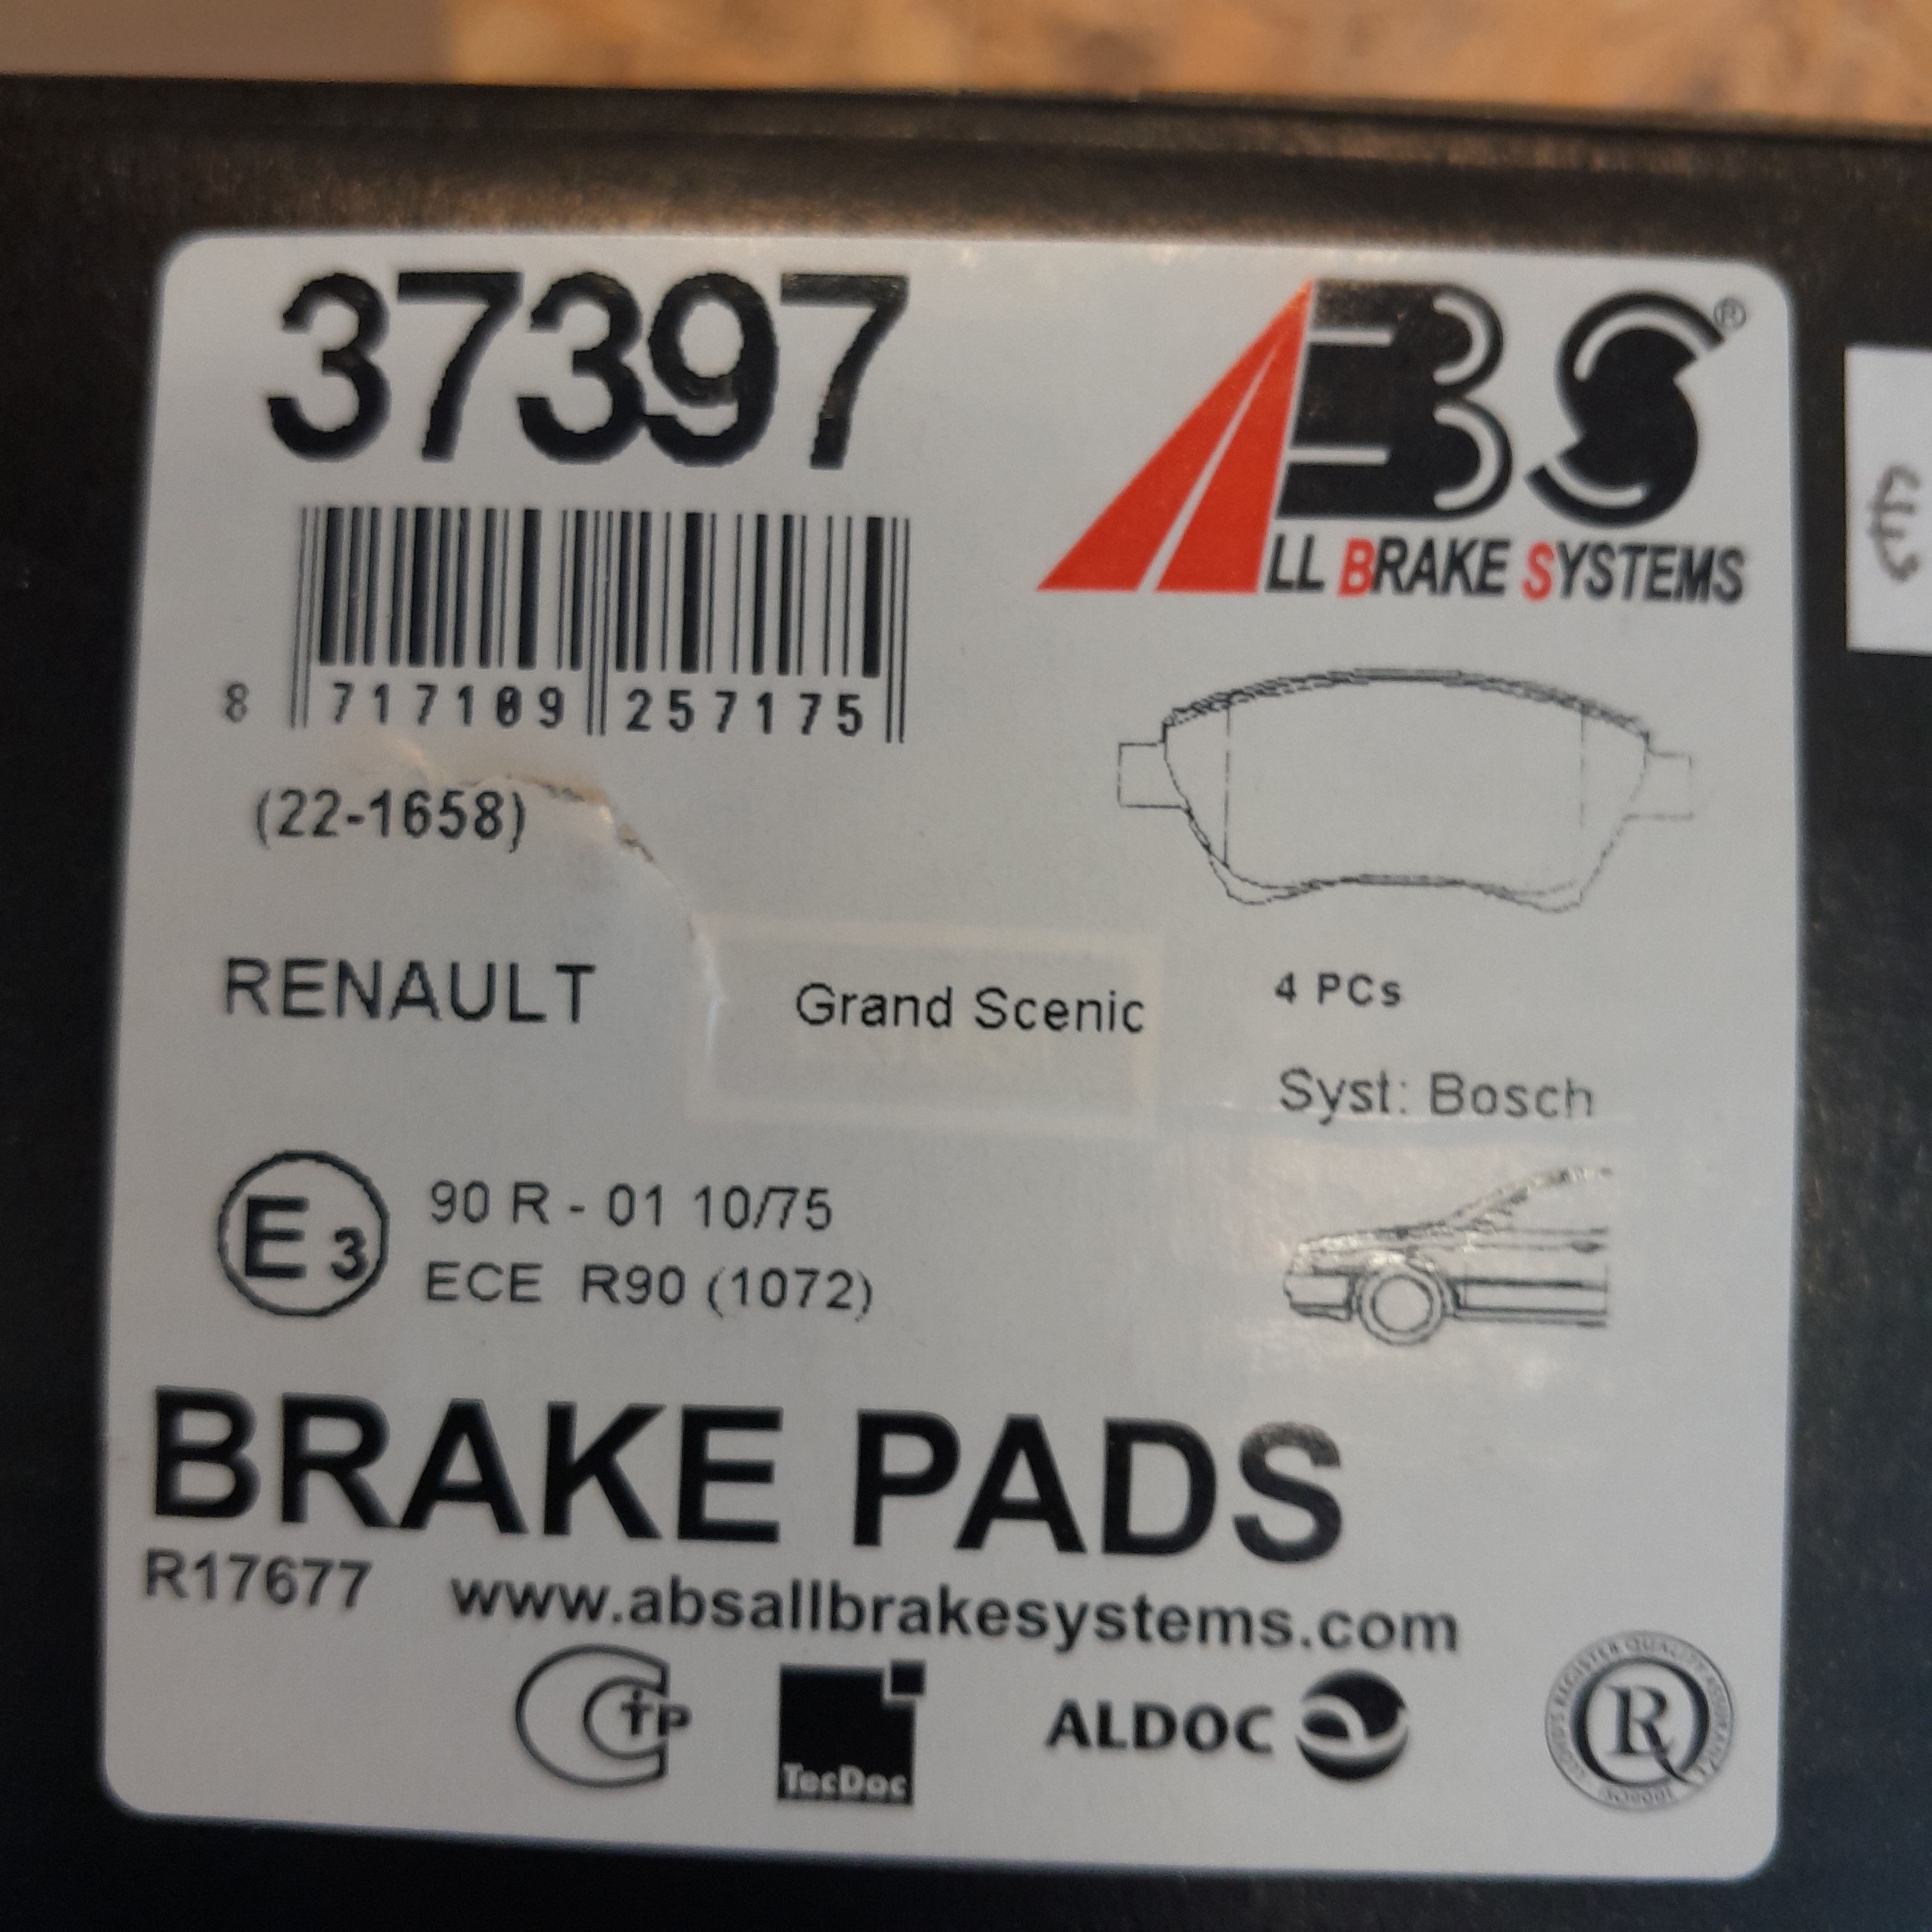 37397
ABS®
ALL BRAKE SYSTEMS
8 717109 257175
(22-1658)
RENAULT
Grand Scenic
4 PCs
Syst: Bosch
E3
90 R - 01 10/75
ECE R90 (1072)
BRAKE PADS
R17677
www.absallbrakesystems.com
TecDoc
ALDOC
R